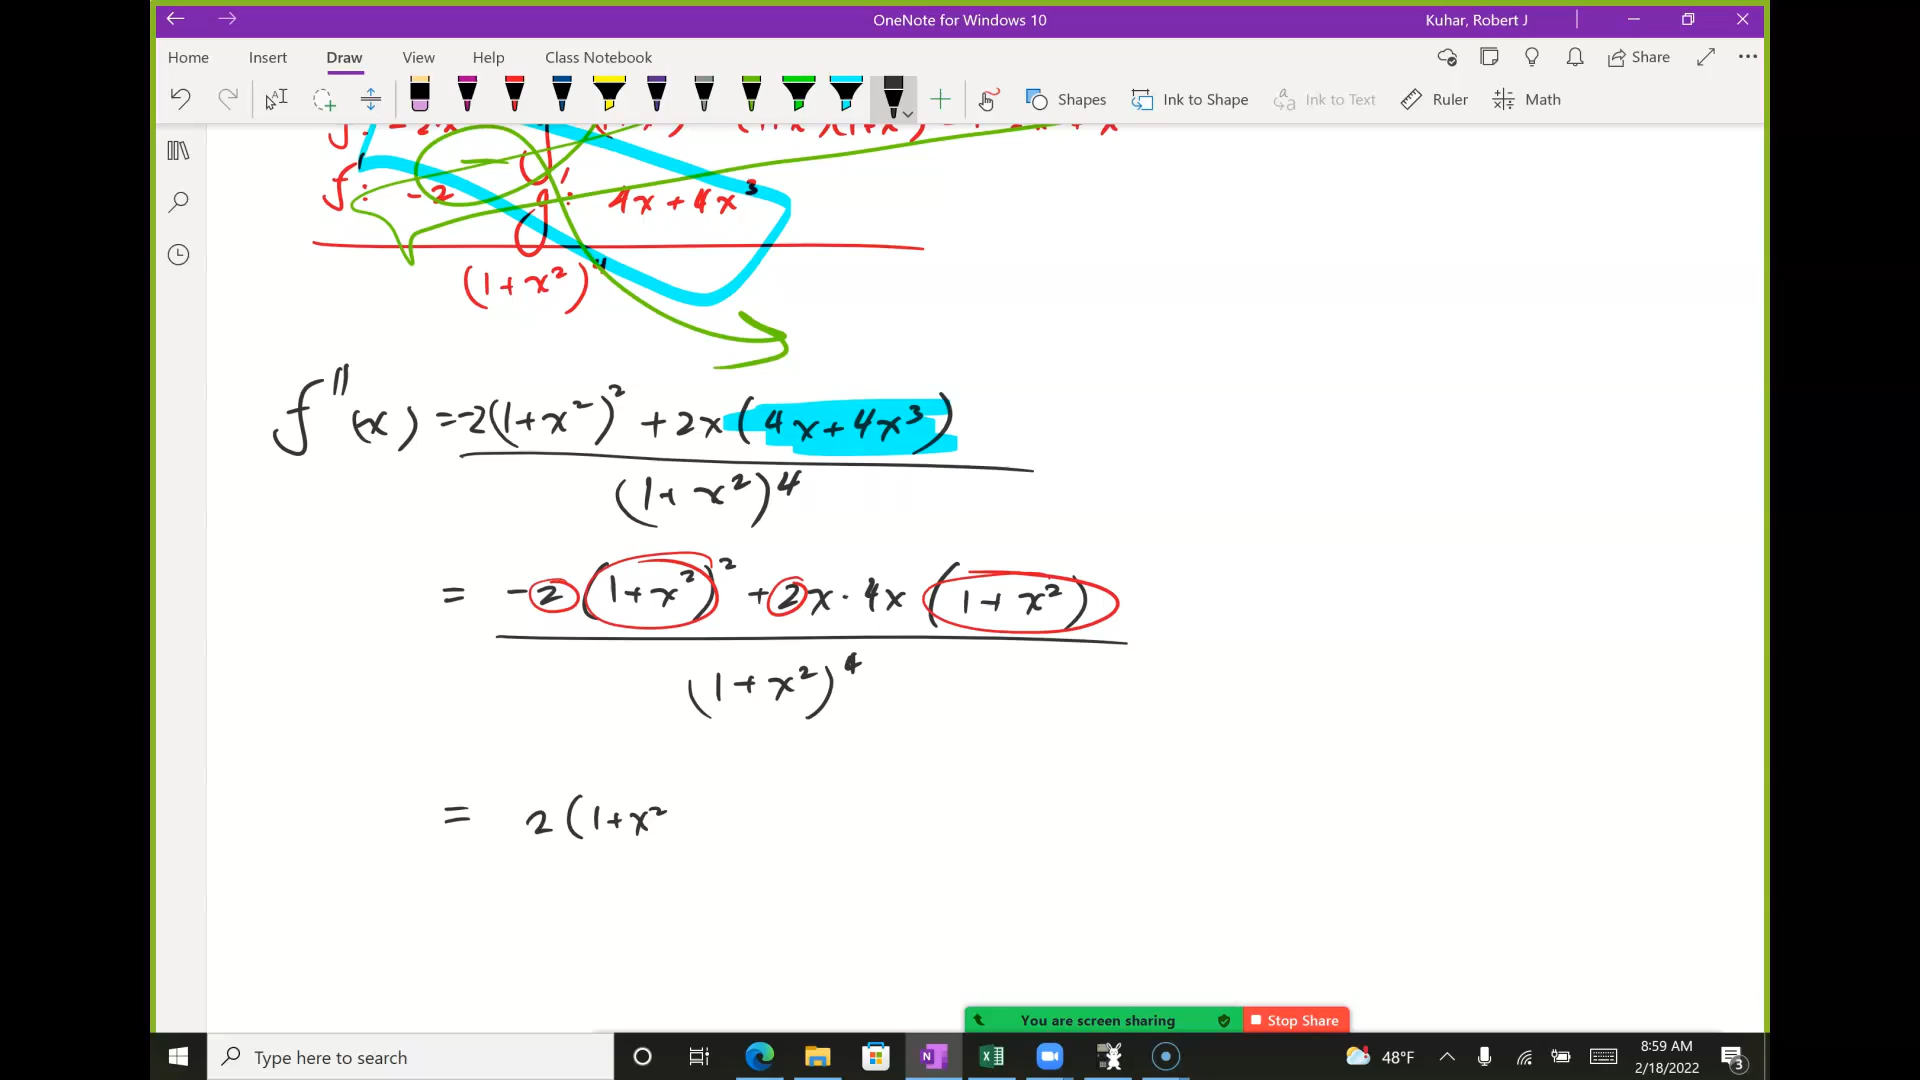 OneNote for Windows 10 Kuhar, Robert J
Home Insert Draw View Help Class Notebook Share
Shapes Ink to Shape Ink to Text Ruler Math
f: -2 g': 4x + 4x³
(1+x²)⁴
f''(x) = -2(1+x²)² + 2x(4x+4x³)
(1+x²)⁴
= -2(1+x²)² + 2x · 4x (1+x²)
(1+x²)⁴
= 2(1+x²
You are screen sharing Stop Share
Type here to search 48°F 8:59 AM
2/18/2022 3